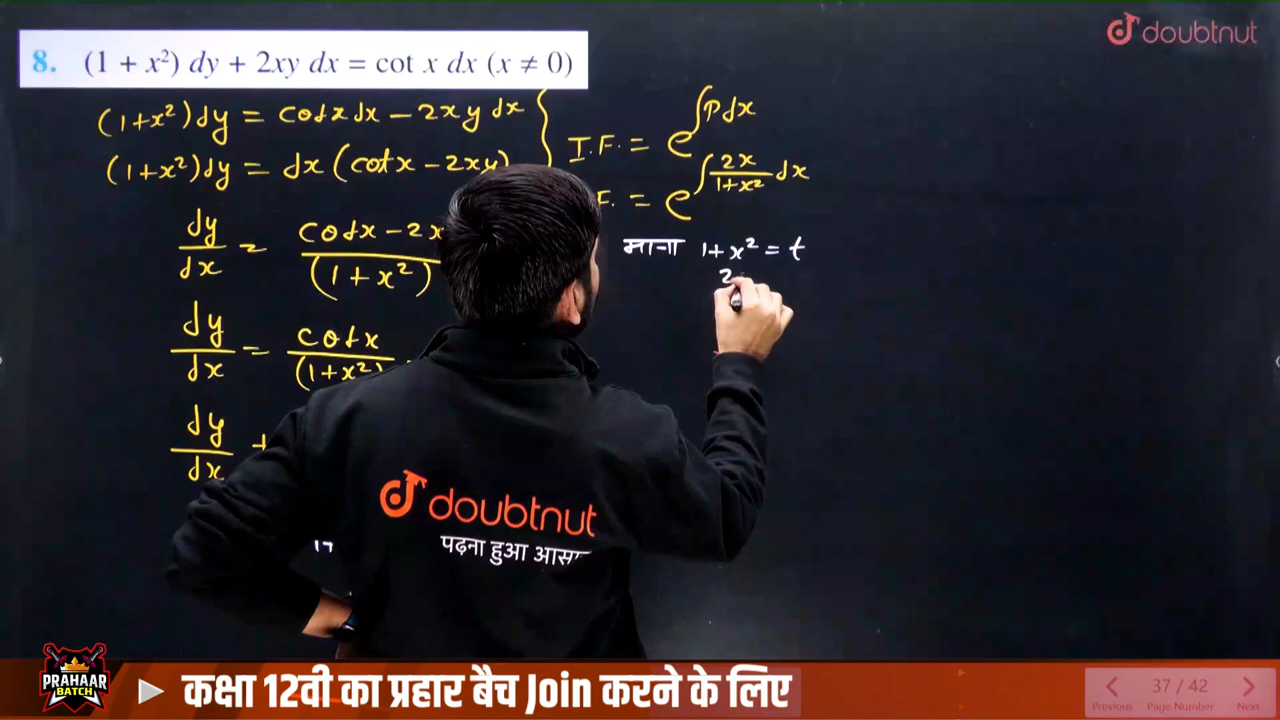 doubtnut
8. (1 + x²) dy + 2xy dx = cot x dx (x ≠ 0)
(1+x²)dy = cotx dx - 2xy dx
(1+x²)dy = dx (cotx - 2xy)
dy/dx = cotx - 2x / (1+x²)
dy/dx = cotx / (1+x²)
dy/dx +
I.F. = e^∫Pdx
F. = e^∫2x/1+x² dx
माना 1+x² = t
2
doubtnut
पढ़ना हुआ
PRAHAAR
BATCH
कक्षा 12वी का प्रहार बैच Join करने के लिए
37 / 42
Previous Page Number Next